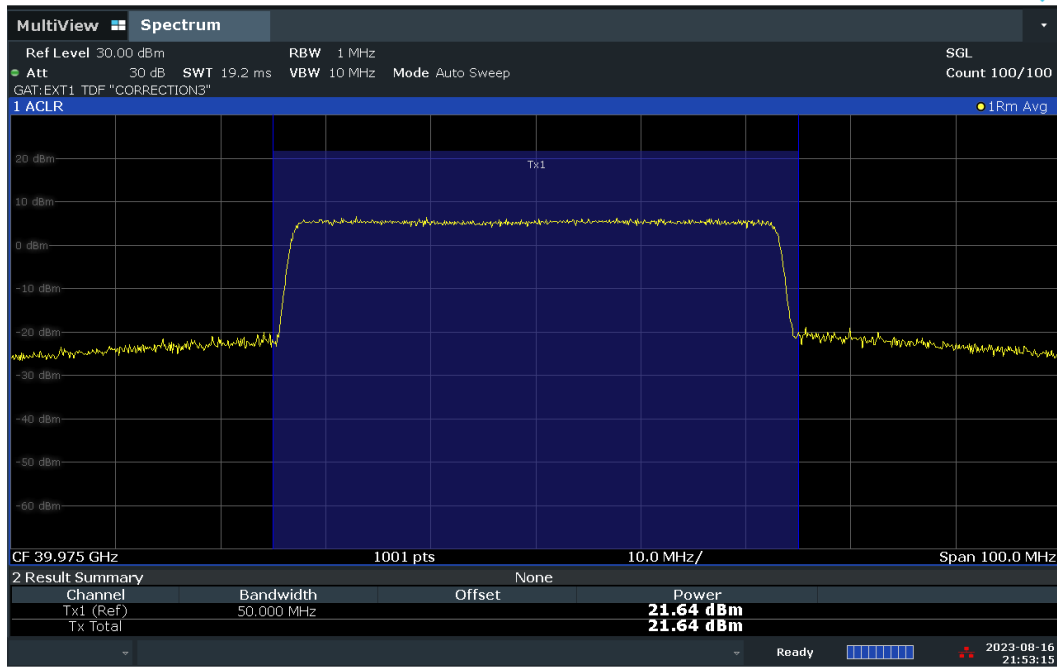 MultiView Spectrum
Ref Level 30.00 dBm RBW 1 MHz SGL
Att 30 dB SWT 19.2 ms VBW 10 MHz Mode Auto Sweep Count 100/100
GAT:EXT1 TDF "CORRECTION3"
1 ACLR 1Rm Avg
Tx1
20 dBm
10 dBm
0 dBm
-10 dBm
-20 dBm
-30 dBm
-40 dBm
-50 dBm
-60 dBm
CF 39.975 GHz 1001 pts 10.0 MHz/ Span 100.0 MHz
2 Result Summary None
Channel Bandwidth Offset Power
Tx1 (Ref) 50.000 MHz 21.64 dBm
Tx Total 21.64 dBm
Ready 2023-08-16
21:53:15